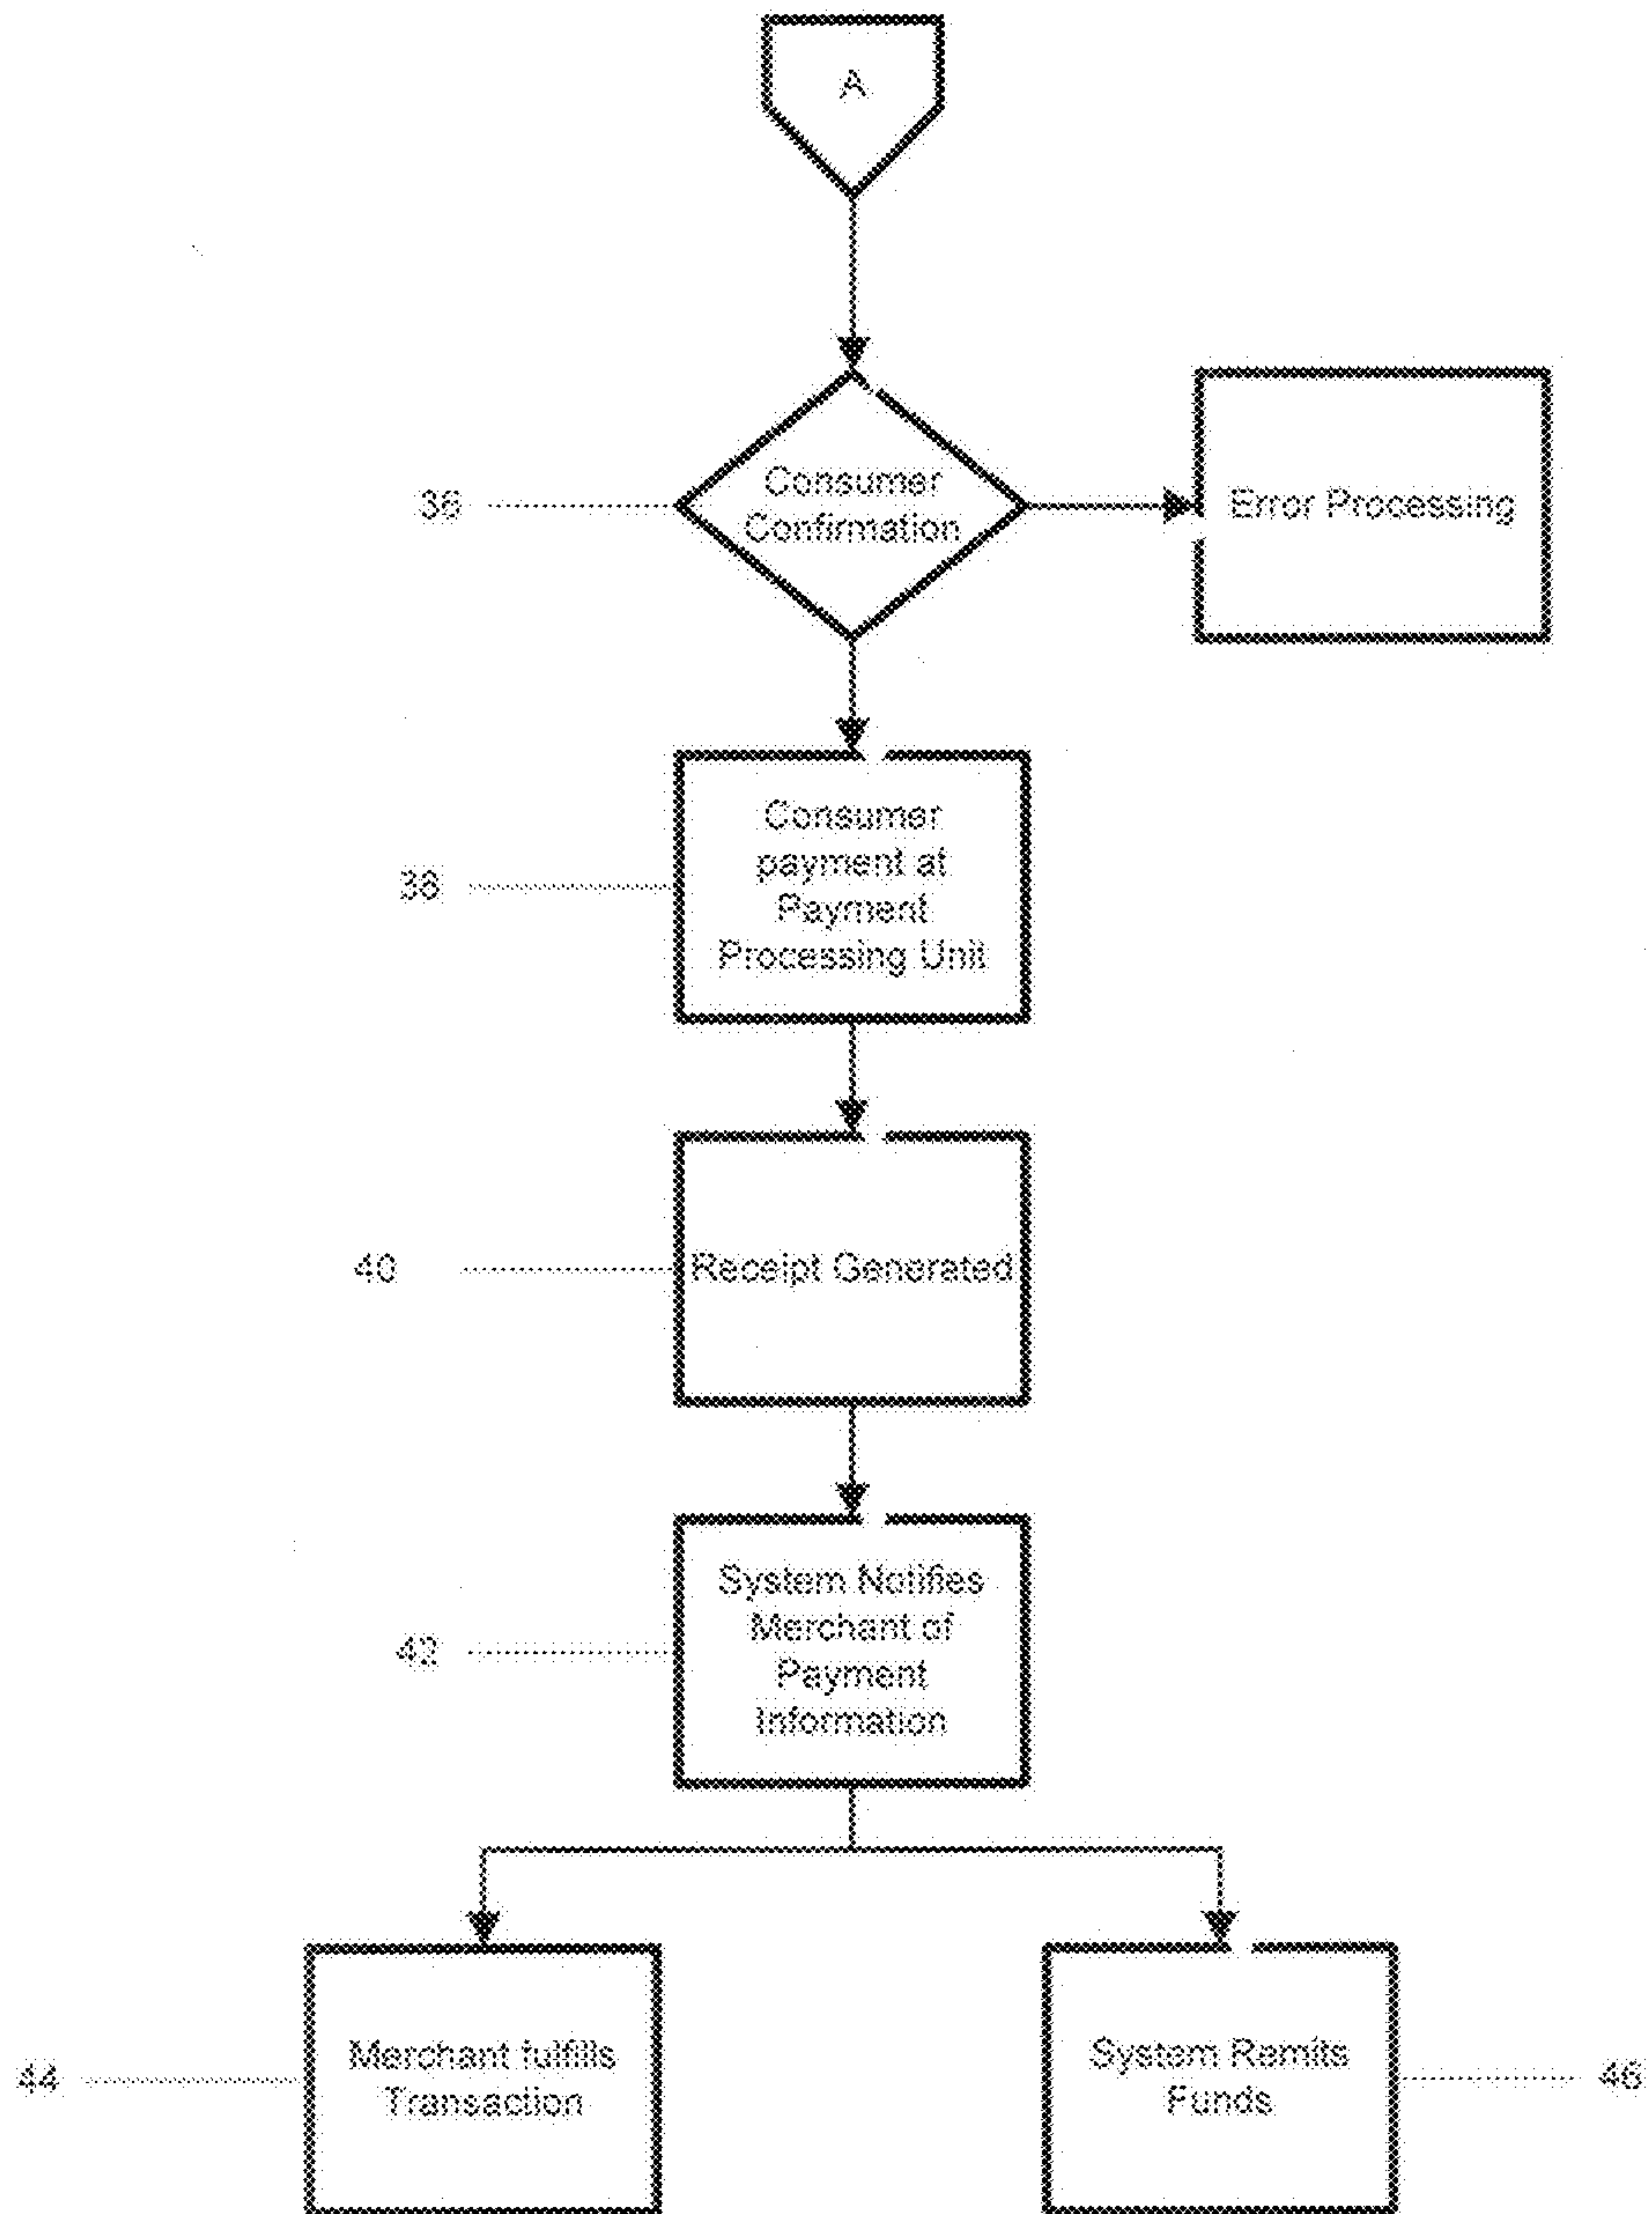 A
36
Consumer
Confirmation
Error Processing
38
Consumer
payment at
Payment
Processing Unit
40
Receipt Generated
42
System Notifies
Merchant of
Payment
Information
44
Merchant fulfills
Transaction
System Remits
Funds
46